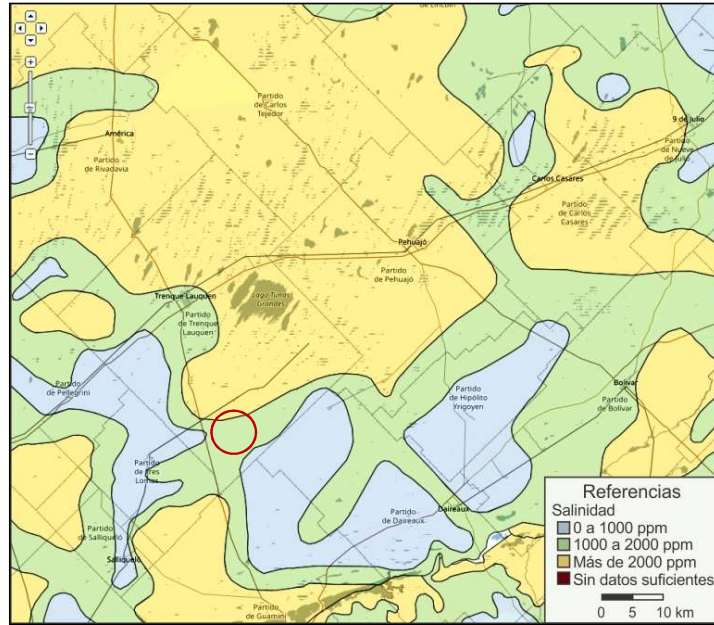 de Lincoln
Partido
de Carlos
Tejedor
América
Partido
de Rivadavia
9 de Julio
Partido
de Nueve
de Julio
Carlos Casares
Partido
de Carlos
Casares
Pehuajó
Partido
de Pehuajó
Trenque Lauquen
Lago Tunas
Grandes
Partido
de Trenque
Lauquen
Partido
de Pellegrini
Partido
de Hipólito
Yrigoyen
Bolívar
Partido
de Bolívar
Partido
de Tres
Lomas
Partido
de Salliqueló
Salliqueló
Partido
de Daireaux
Daireaux
Partido
de Guaminí
Referencias
Salinidad
0 a 1000 ppm
1000 a 2000 ppm
Más de 2000 ppm
Sin datos suficientes
0 5 10 km